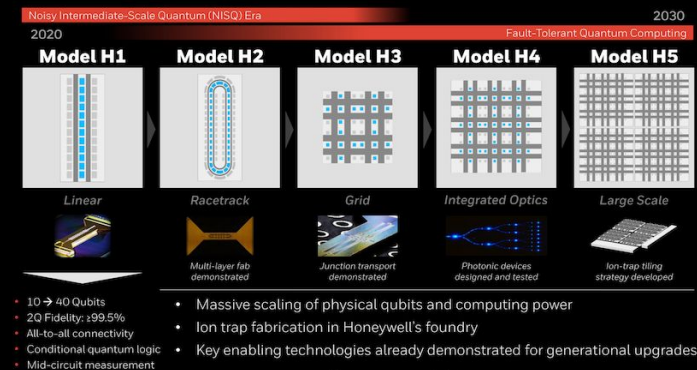 Noisy Intermediate-Scale Quantum (NISQ) Era
2030
2020
Fault-Tolerant Quantum Computing
Model H1
Model H2
Model H3
Model H4
Model H5
Linear
Racetrack
Grid
Integrated Optics
Large Scale
Multi-layer fab
demonstrated
Junction transport
demonstrated
Photonic devices
designed and tested
Ion-trap tiling
strategy developed
• 10 → 40 Qubits
• 2Q Fidelity: ≥99.5%
• All-to-all connectivity
• Conditional quantum logic
• Mid-circuit measurement
• Massive scaling of physical qubits and computing power
• Ion trap fabrication in Honeywell's foundry
• Key enabling technologies already demonstrated for generational upgrades